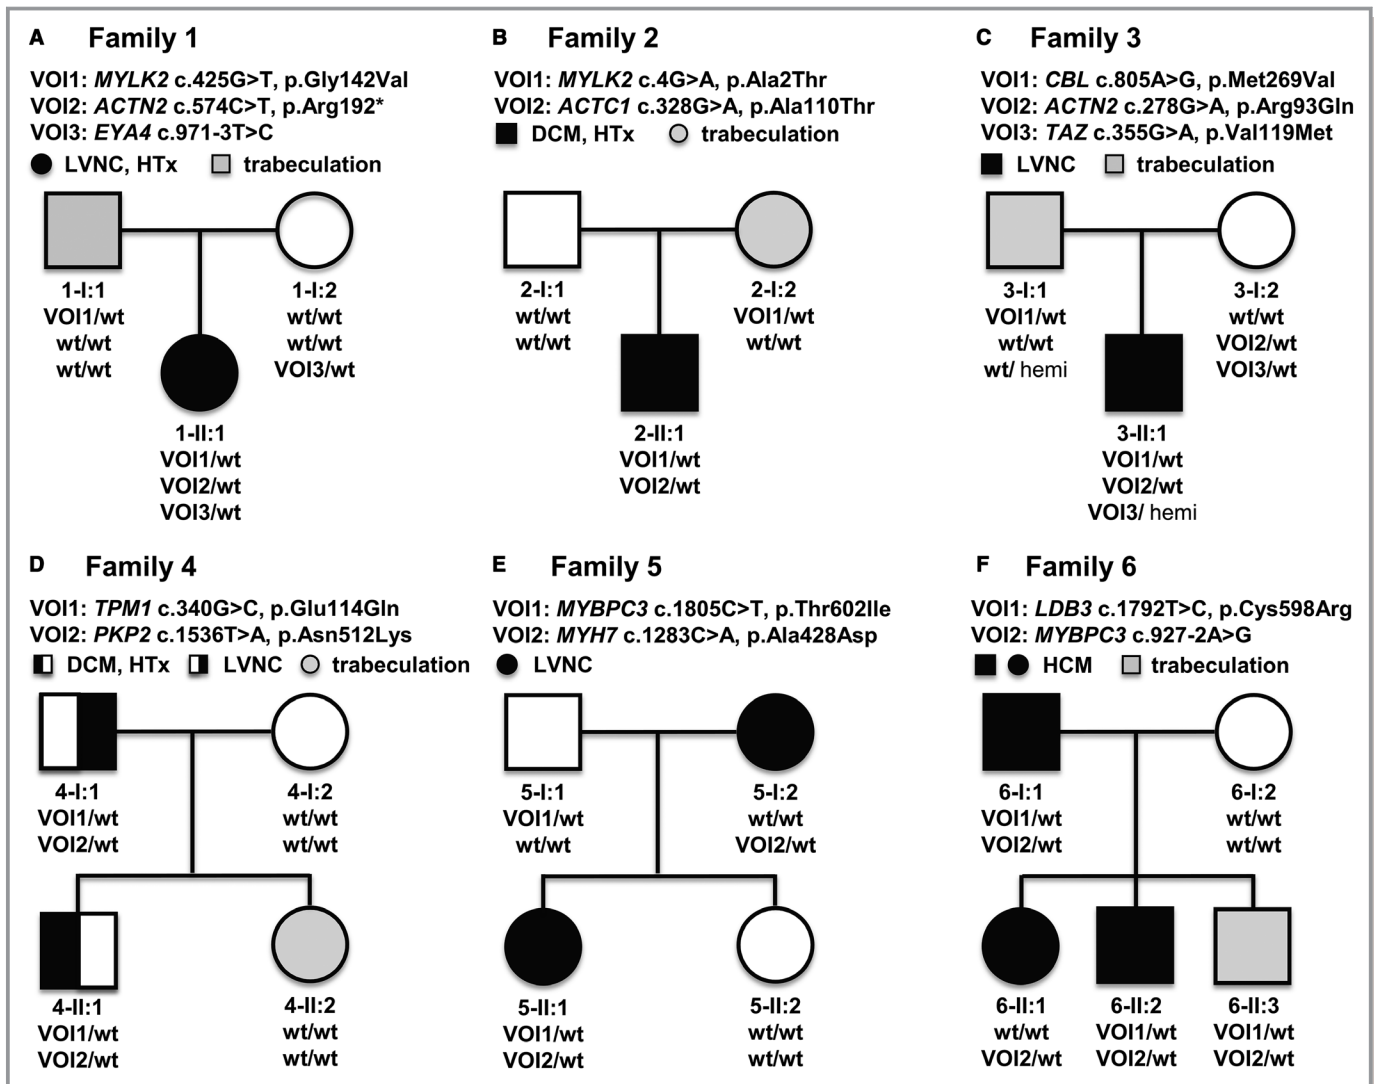 A Family 1
VOI1: MYLK2 c.425G>T, p.Gly142Val
VOI2: ACTN2 c.574C>T, p.Arg192*
VOI3: EYA4 c.971-3T>C
LVNC, HTx trabeculation
1-I:1
VOI1/wt
wt/wt
wt/wt
1-I:2
wt/wt
wt/wt
VOI3/wt
1-II:1
VOI1/wt
VOI2/wt
VOI3/wt
B Family 2
VOI1: MYLK2 c.4G>A, p.Ala2Thr
VOI2: ACTC1 c.328G>A, p.Ala110Thr
DCM, HTx trabeculation
2-I:1
wt/wt
wt/wt
2-I:2
VOI1/wt
wt/wt
2-II:1
VOI1/wt
VOI2/wt
C Family 3
VOI1: CBL c.805A>G, p.Met269Val
VOI2: ACTN2 c.278G>A, p.Arg93Gln
VOI3: TAZ c.355G>A, p.Val119Met
LVNC trabeculation
3-I:1
VOI1/wt
wt/wt
wt/ hemi
3-I:2
wt/wt
VOI2/wt
VOI3/wt
3-II:1
VOI1/wt
VOI2/wt
VOI3/ hemi
D Family 4
VOI1: TPM1 c.340G>C, p.Glu114Gln
VOI2: PKP2 c.1536T>A, p.Asn512Lys
DCM, HTx LVNC trabeculation
4-I:1
VOI1/wt
VOI2/wt
4-I:2
wt/wt
wt/wt
4-II:1
VOI1/wt
VOI2/wt
4-II:2
wt/wt
wt/wt
E Family 5
VOI1: MYBPC3 c.1805C>T, p.Thr602Ile
VOI2: MYH7 c.1283C>A, p.Ala428Asp
LVNC
5-I:1
VOI1/wt
wt/wt
5-I:2
wt/wt
VOI2/wt
5-II:1
VOI1/wt
VOI2/wt
5-II:2
wt/wt
wt/wt
F Family 6
VOI1: LDB3 c.1792T>C, p.Cys598Arg
VOI2: MYBPC3 c.927-2A>G
HCM trabeculation
6-I:1
VOI1/wt
VOI2/wt
6-I:2
wt/wt
wt/wt
6-II:1
wt/wt
VOI2/wt
6-II:2
VOI1/wt
VOI2/wt
6-II:3
VOI1/wt
VOI2/wt